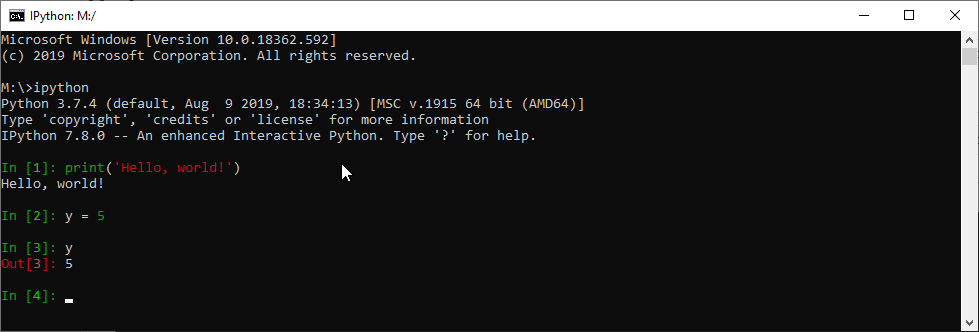 IPython: M:/
Microsoft Windows [Version 10.0.18362.592]
(c) 2019 Microsoft Corporation. All rights reserved.
M:\>ipython
Python 3.7.4 (default, Aug  9 2019, 18:34:13) [MSC v.1915 64 bit (AMD64)]
Type 'copyright', 'credits' or 'license' for more information
IPython 7.8.0 -- An enhanced Interactive Python. Type '?' for help.
In [1]: print('Hello, world!')
Hello, world!
In [2]: y = 5
In [3]: y
Out[3]: 5
In [4]: